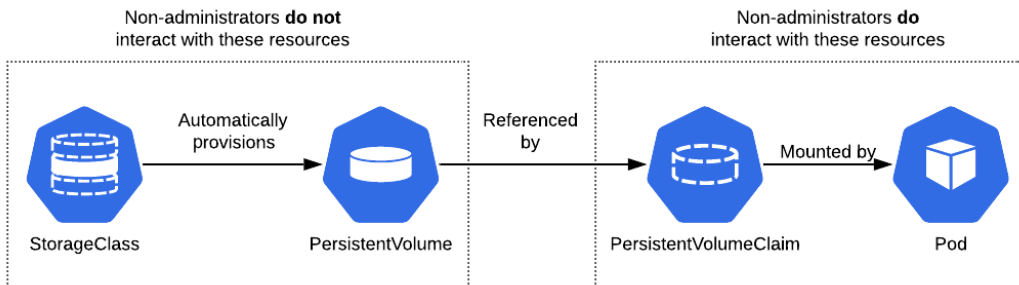 Non-administrators do not
interact with these resources
Non-administrators do
interact with these resources
Automatically
provisions
Referenced
by
Mounted by
StorageClass
PersistentVolume
PersistentVolumeClaim
Pod